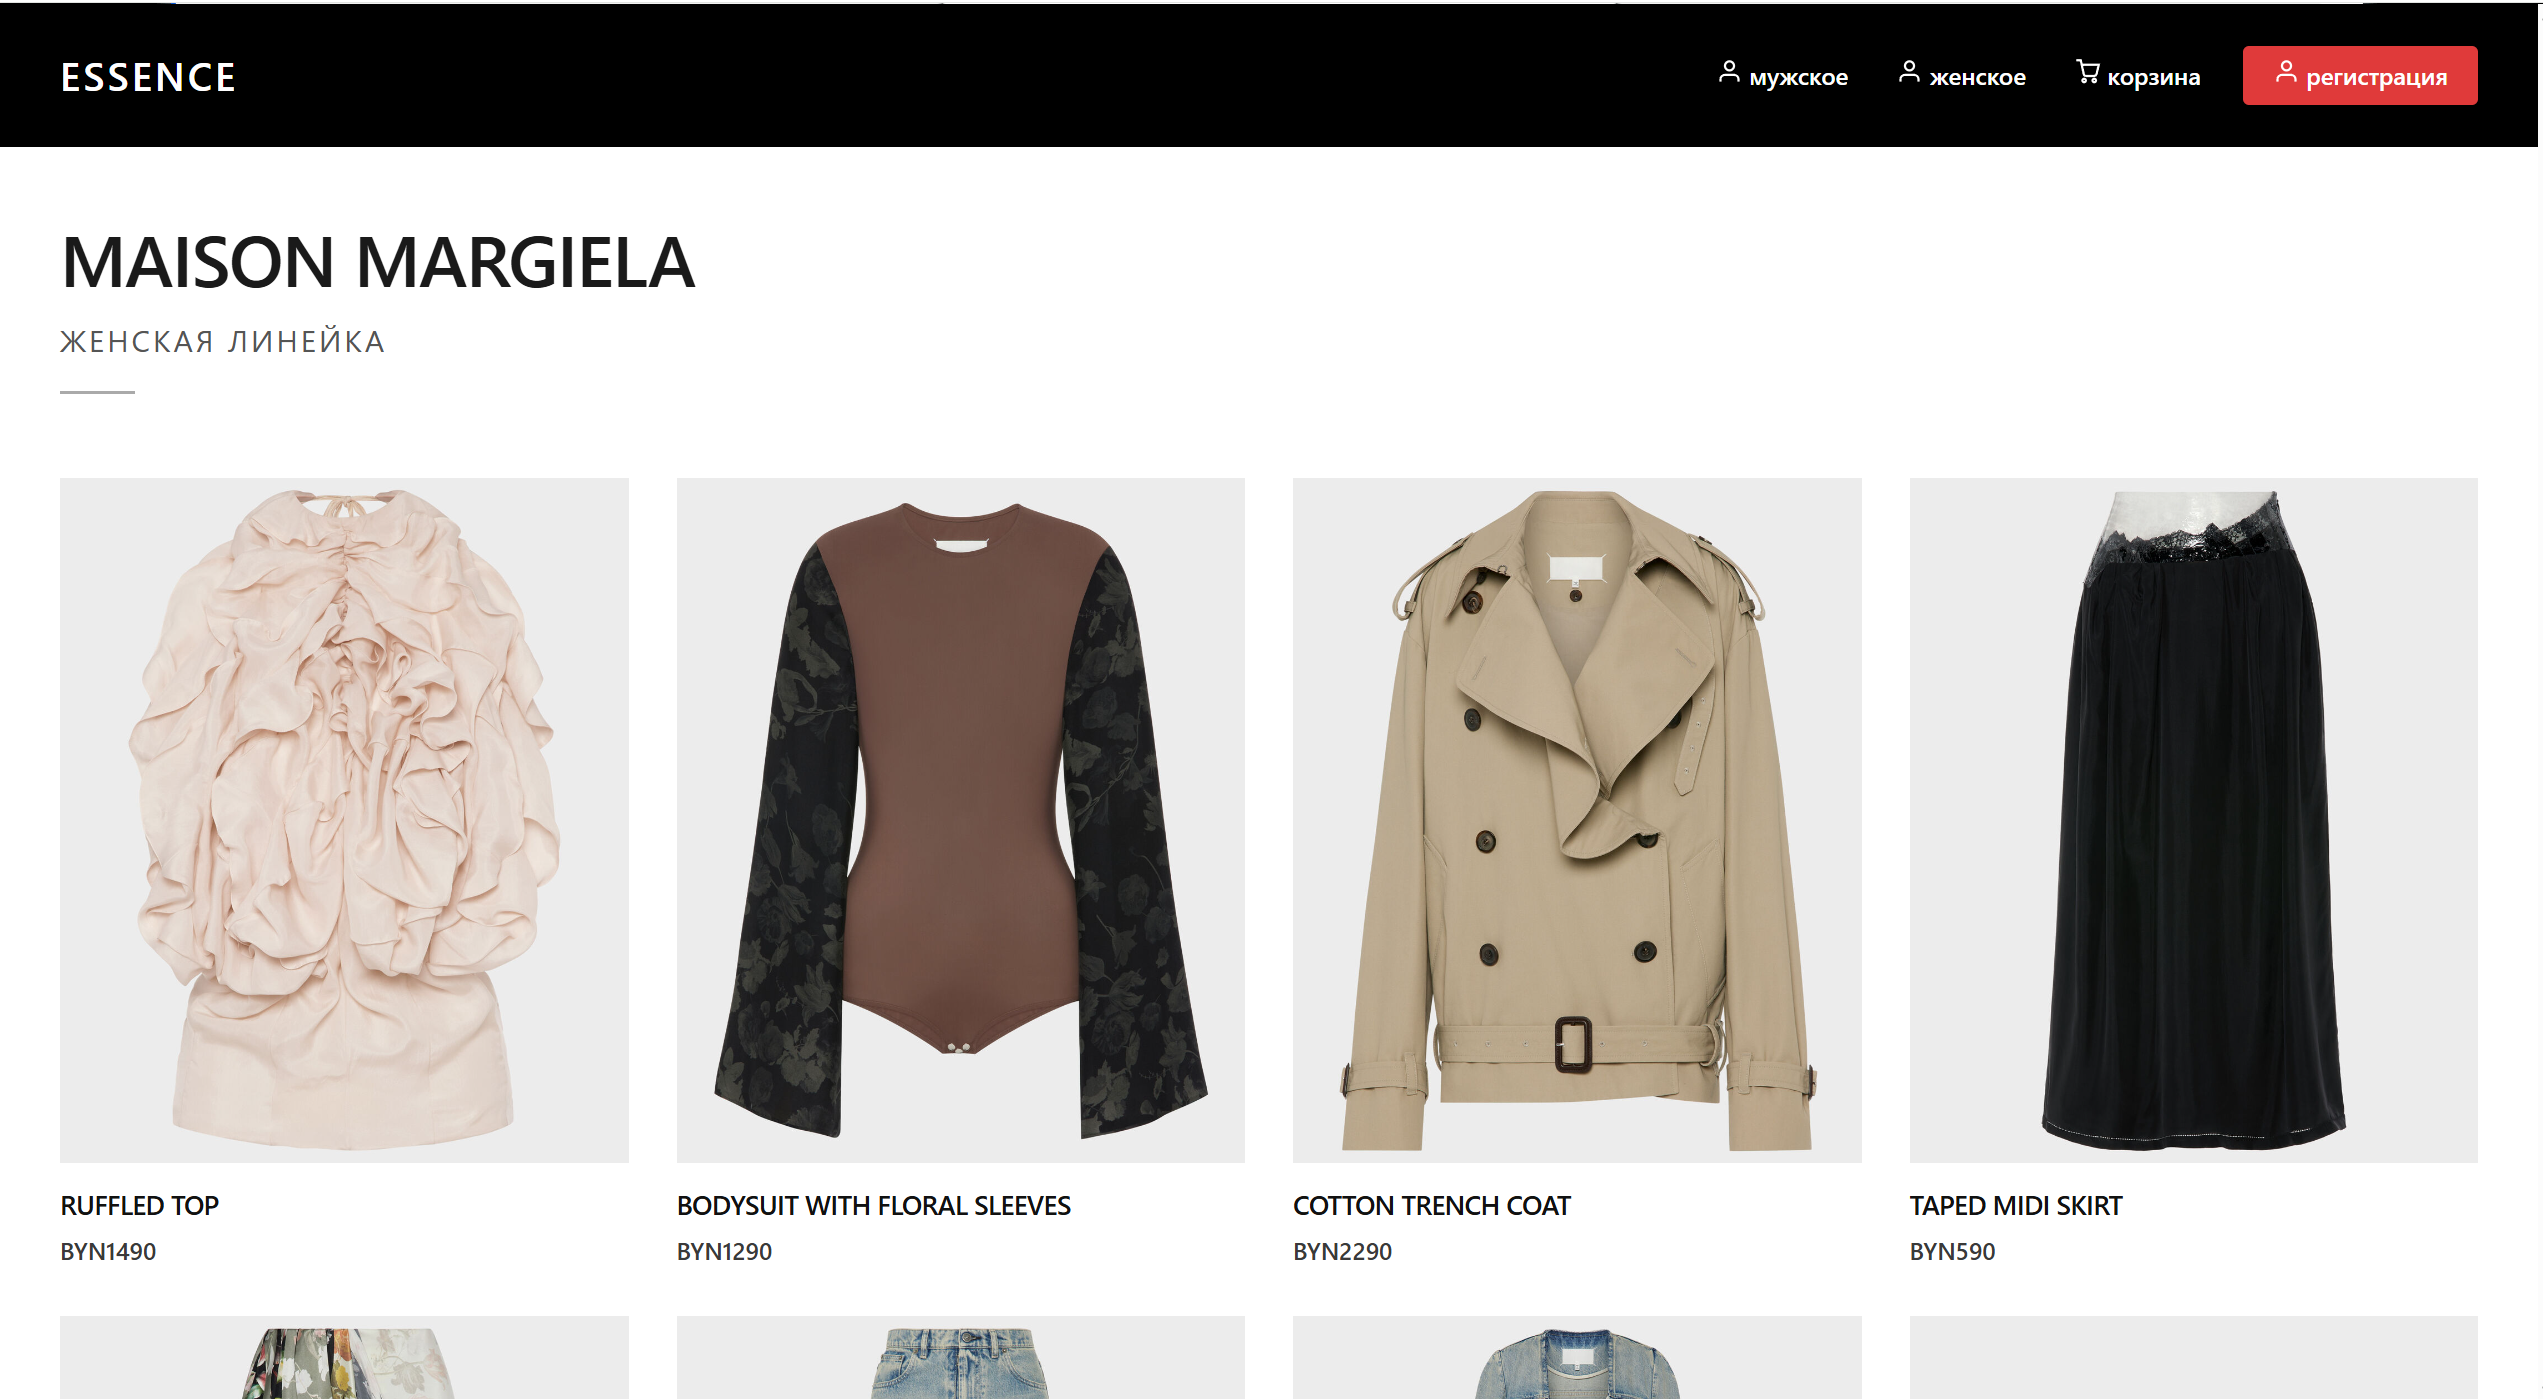 ESSENCE
мужское
женское
корзина
регистрация
MAISON MARGIELA
ЖЕНСКАЯ ЛИНЕЙКА
RUFFLED TOP
BYN1490
BODYSUIT WITH FLORAL SLEEVES
BYN1290
COTTON TRENCH COAT
BYN2290
TAPED MIDI SKIRT
BYN590